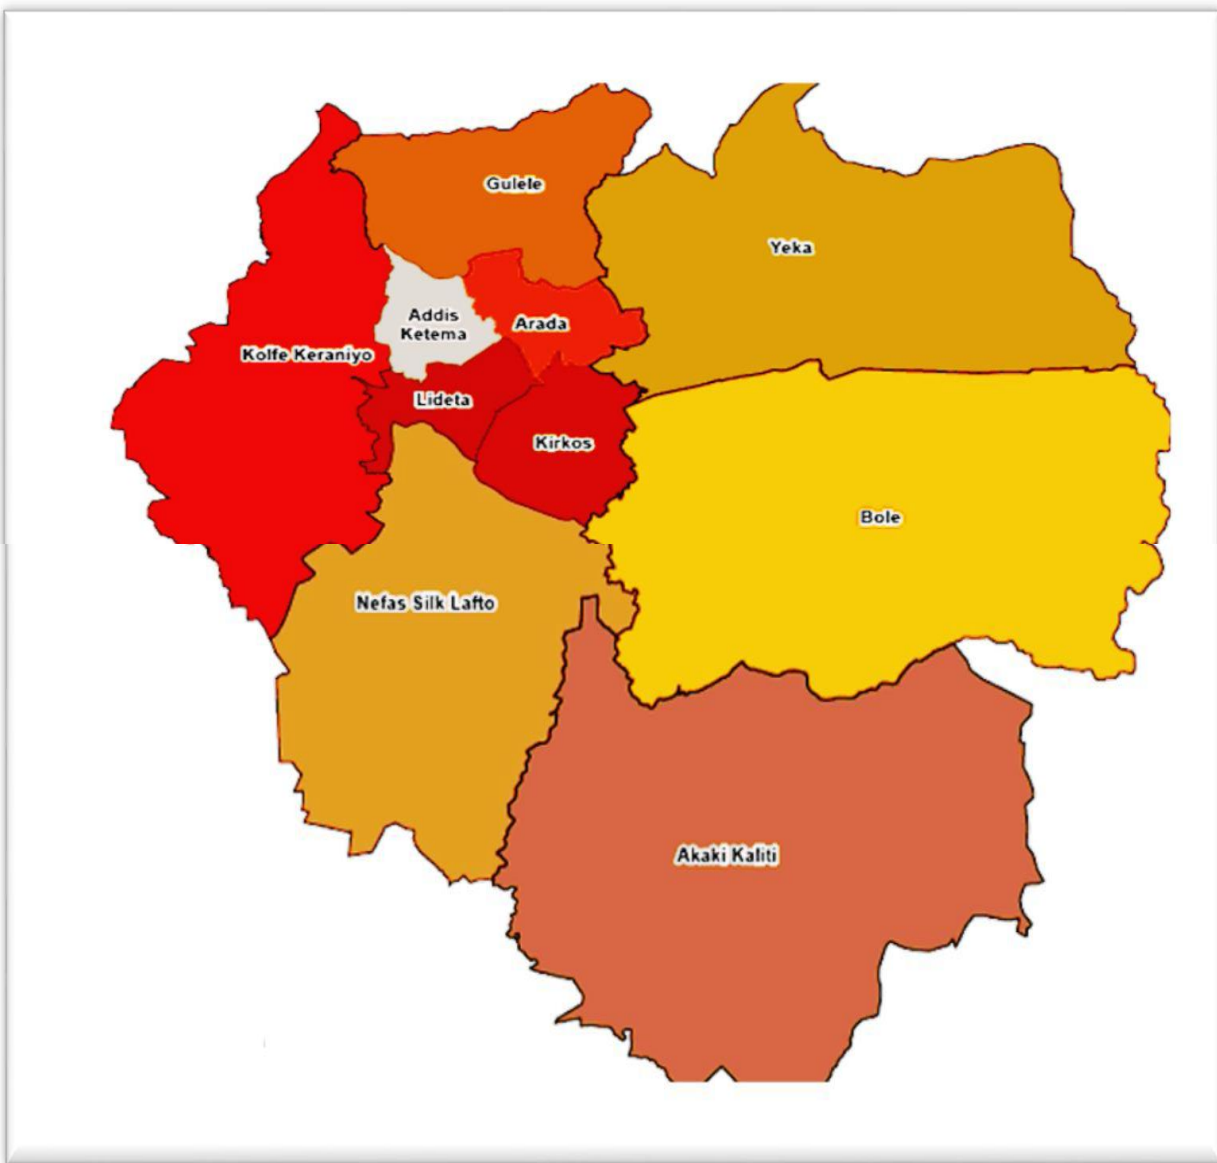 Gulele
Yeka
Addis
Ketema
Arada
Kolfe Keraniyo
Lideta
Kirkos
Bole
Nefas Silk Lafto
Akaki Kaliti